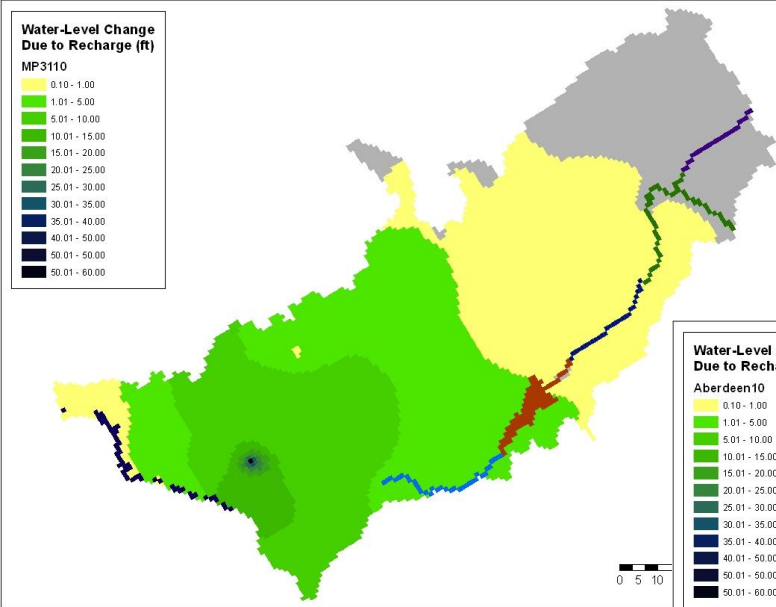 Water-Level Change
Due to Recharge (ft)
MP3110
0.10 - 1.00
1.01 - 5.00
5.01 - 10.00
10.01 - 15.00
15.01 - 20.00
20.01 - 25.00
25.01 - 30.00
30.01 - 35.00
35.01 - 40.00
40.01 - 50.00
50.01 - 50.00
50.01 - 60.00
Water-Level
Due to Recha
Aberdeen10
0.10 - 1.00
1.01 - 5.00
5.01 - 10.00
10.01 - 15.00
15.01 - 20.00
20.01 - 25.00
25.01 - 30.00
30.01 - 35.00
35.01 - 40.00
40.01 - 50.00
50.01 - 50.00
50.01 - 60.00
0 5 10